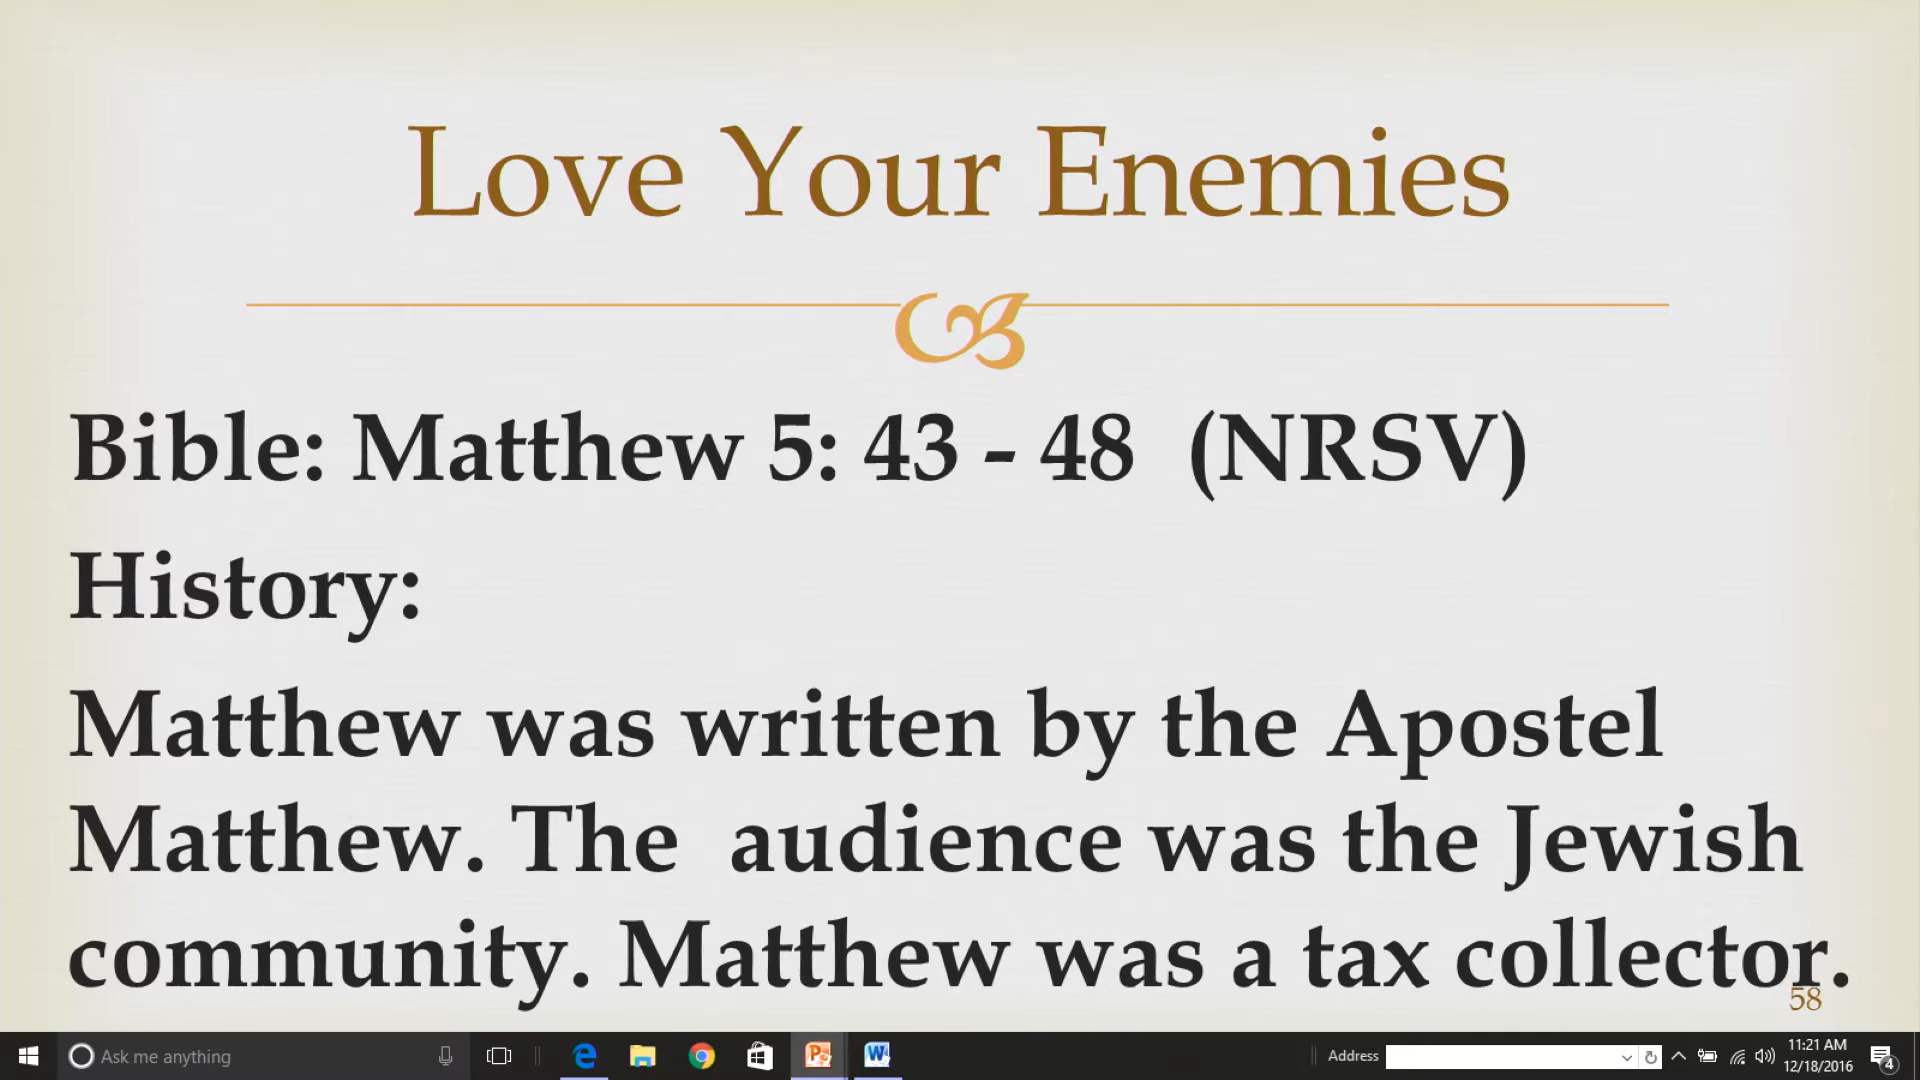 Love Your Enemies
Bible: Matthew 5: 43 - 48  (NRSV)
History:
Matthew was written by the Apostel
Matthew. The  audience was the Jewish
community. Matthew was a tax collector.
58
Ask me anything
Address
11:21 AM
12/18/2016
4